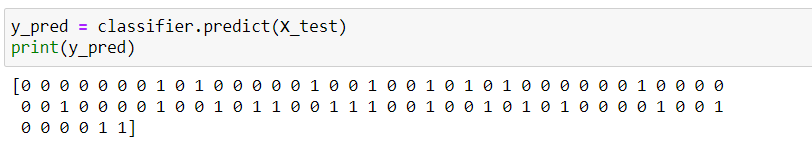 y_pred = classifier.predict(X_test)
print(y_pred)
[0 0 0 0 0 0 0 1 0 1 0 0 0 0 0 1 0 0 1 0 0 1 0 1 0 1 0 0 0 0 0 0 1 0 0 0 0
0 0 1 0 0 0 0 1 0 0 1 0 1 1 0 0 1 1 1 0 0 1 0 0 1 0 1 0 1 0 0 0 0 1 0 0 1
0 0 0 0 1 1]